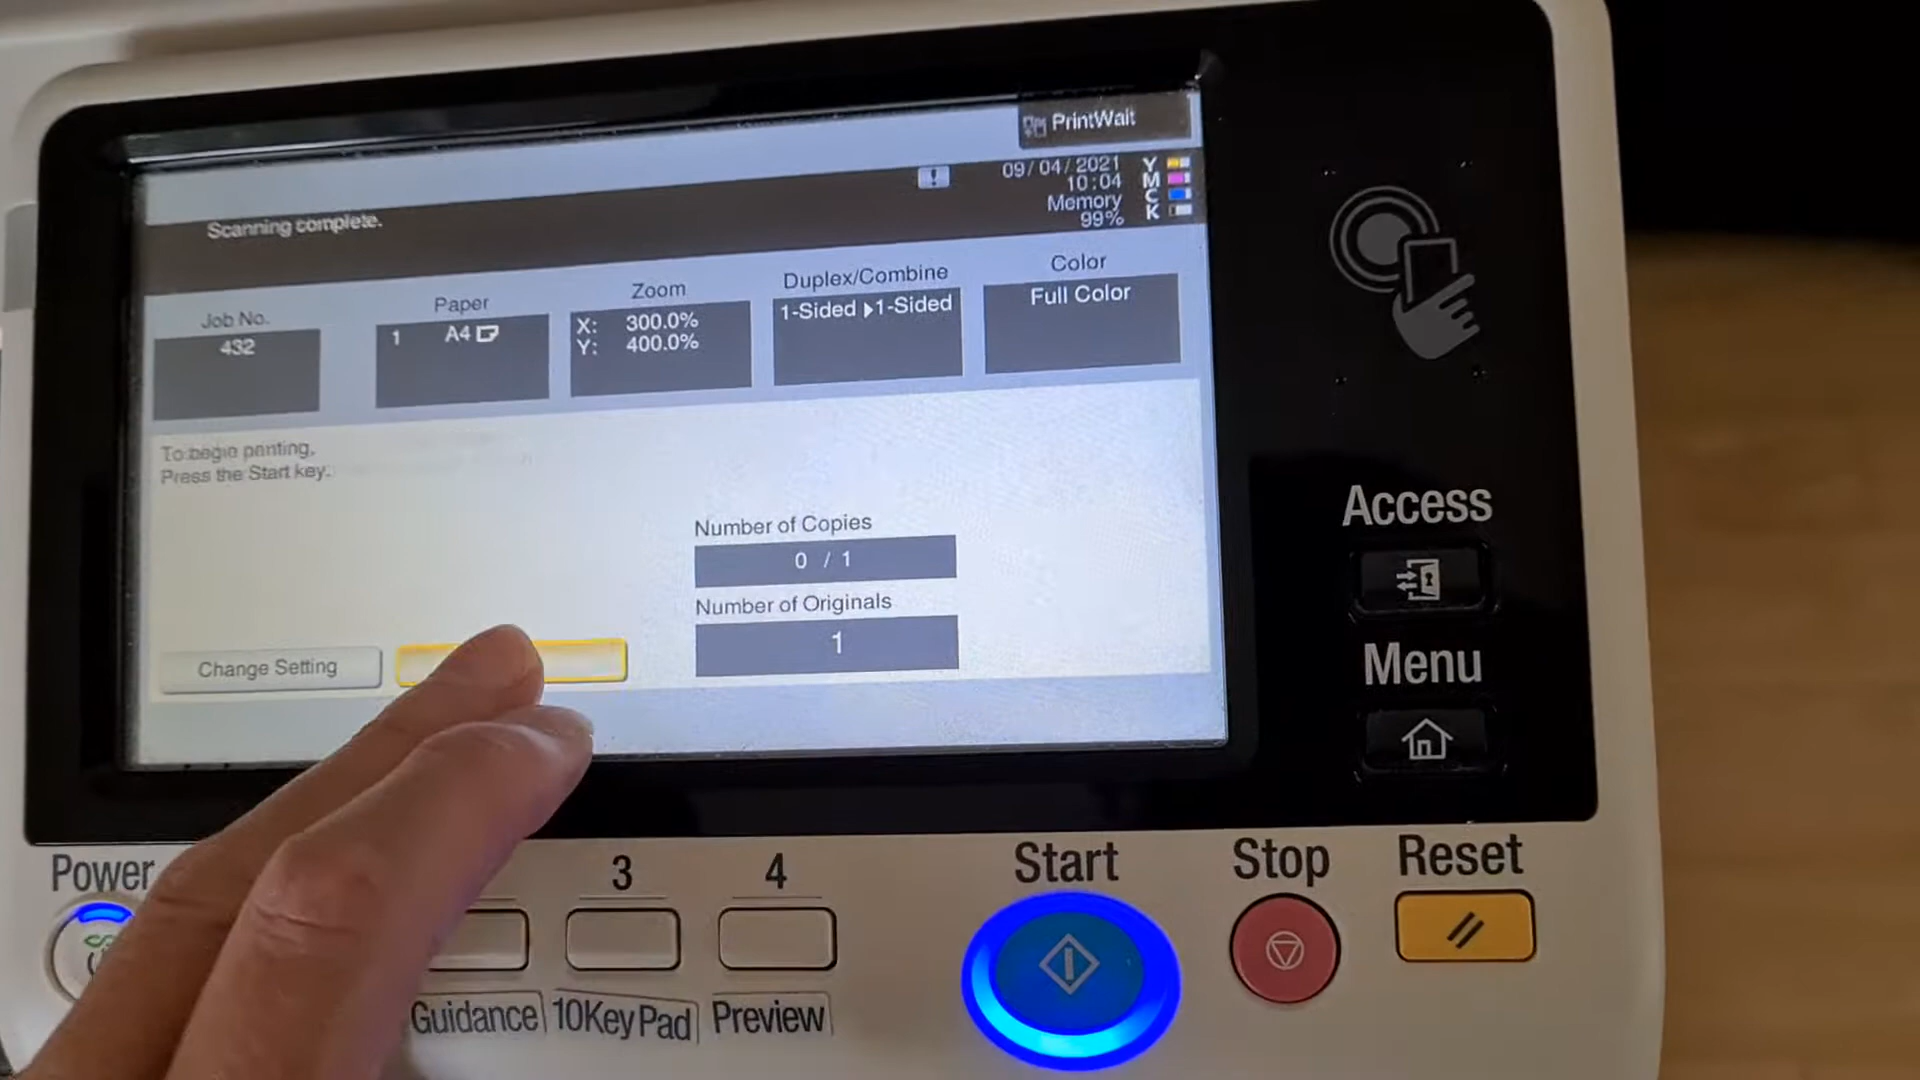 PrintWait
Scanning complete.
!
09/04/2021
10:04
Memory
99%
Y
M
C
K
Job No.
432
Paper
1 A4
Zoom
X: 300.0%
Y: 400.0%
Duplex/Combine
1-Sided ▶1-Sided
Color
Full Color
To begin printing,
Press the Start key.
Number of Copies
0 / 1
Number of Originals
1
Change Setting
Access
Menu
Power
3
4
Start
Stop
Reset
Guidance
10KeyPad
Preview